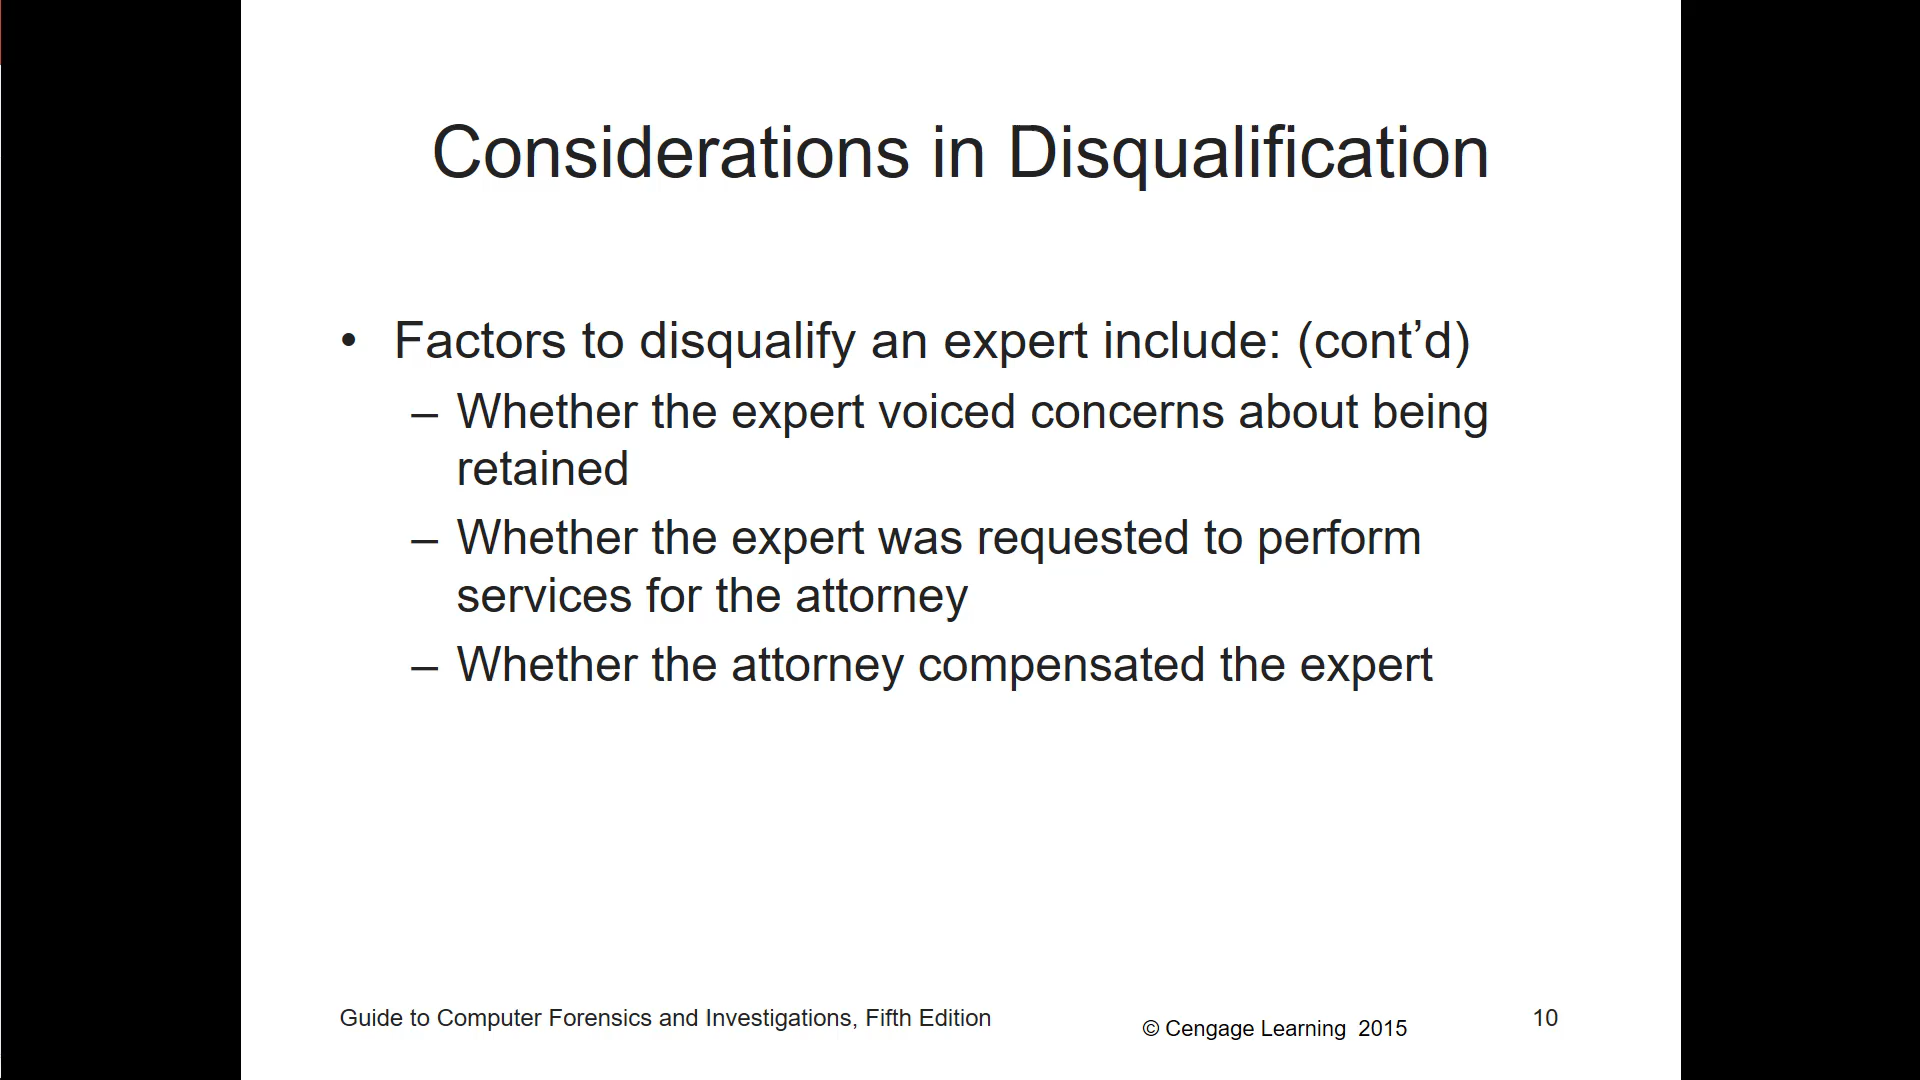 Considerations in Disqualification
• Factors to disqualify an expert include: (cont’d)
– Whether the expert voiced concerns about being
retained
– Whether the expert was requested to perform
services for the attorney
– Whether the attorney compensated the expert
Guide to Computer Forensics and Investigations, Fifth Edition
© Cengage Learning 2015
10